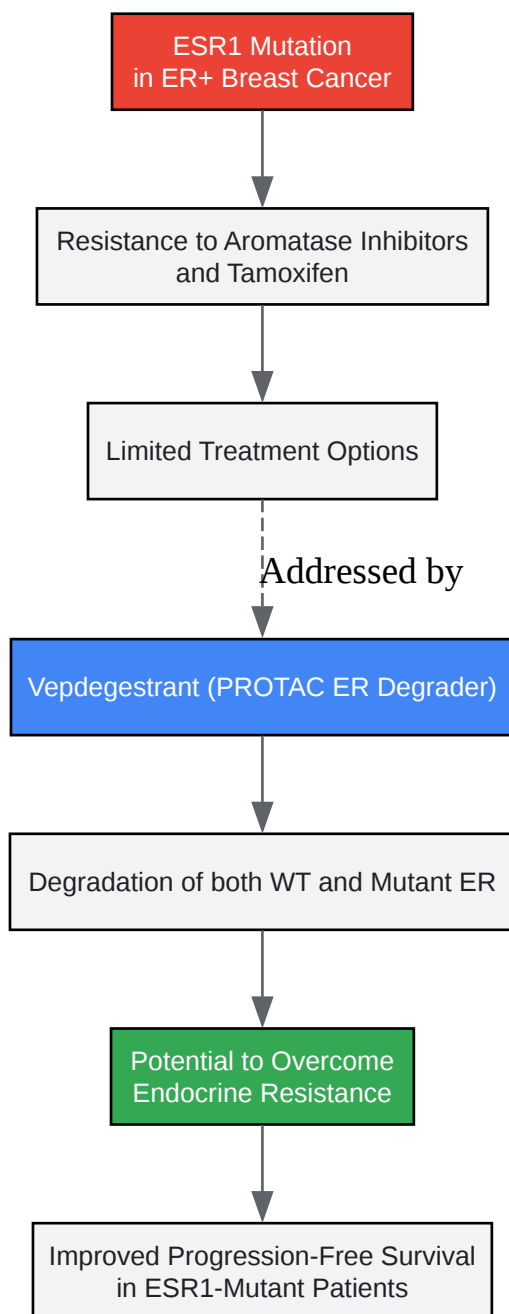 ESR1 Mutation
in ER+ Breast Cancer
Resistance to Aromatase Inhibitors
and Tamoxifen
Limited Treatment Options
Addressed by
Vepdegestrant (PROTAC ER Degrader)
Degradation of both WT and Mutant ER
Potential to Overcome
Endocrine Resistance
Improved Progression-Free Survival
in ESR1-Mutant Patients